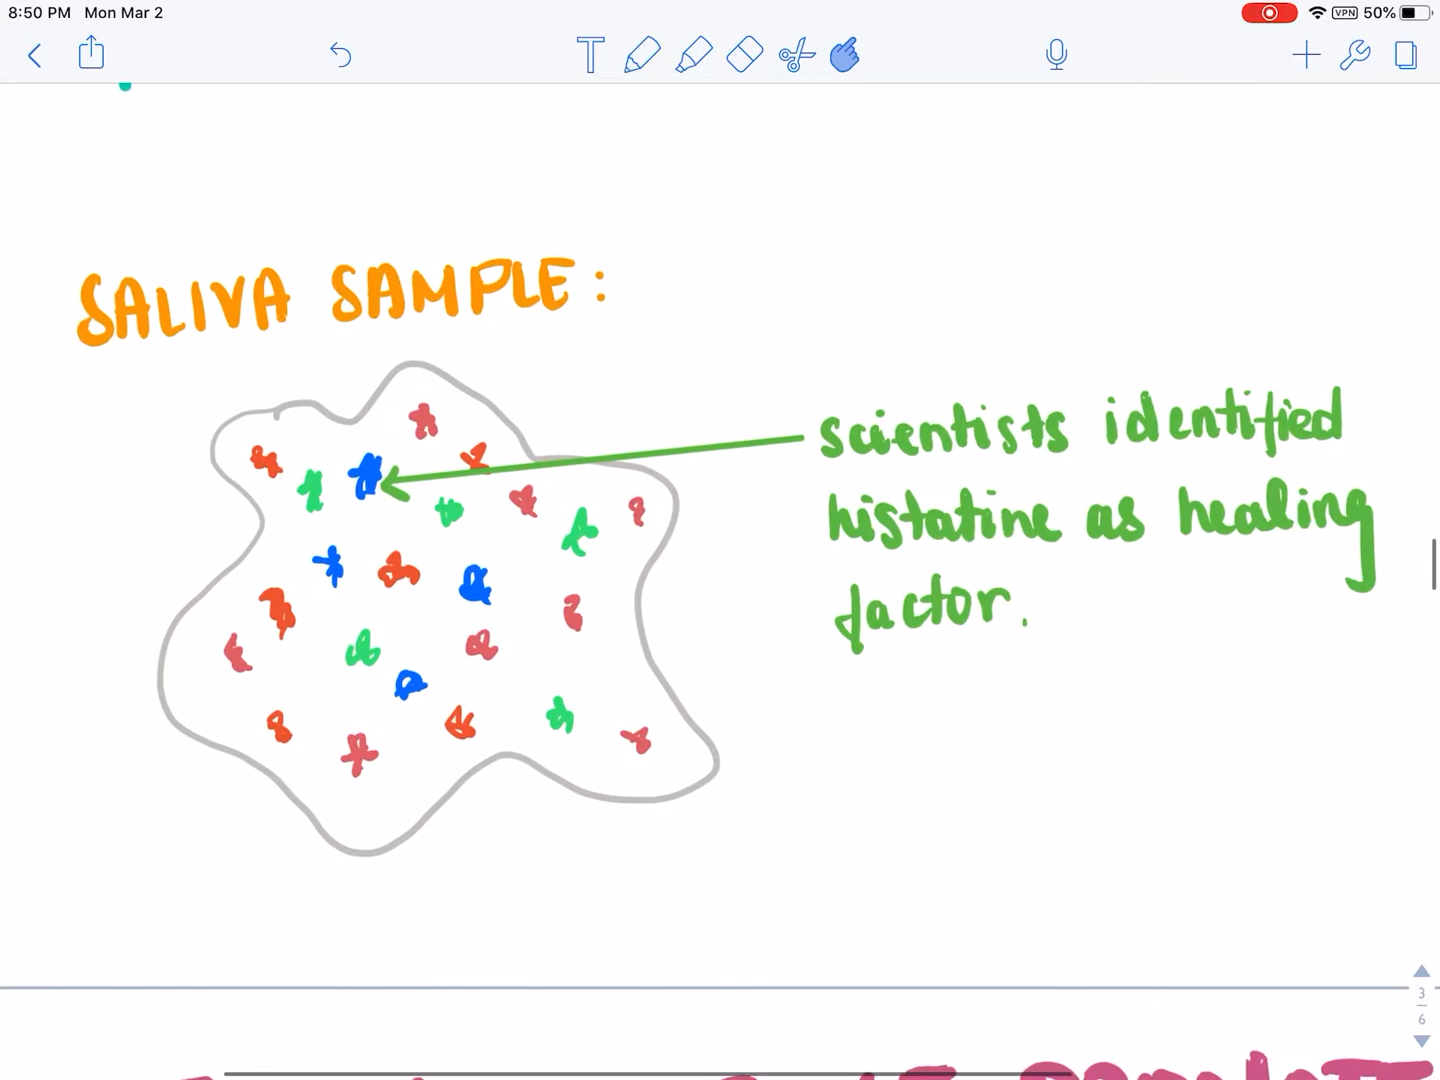 8:50 PM Mon Mar 2
VPN 50%
T
SALIVA SAMPLE:
scientists identified
histatine as healing
factor.
3
6